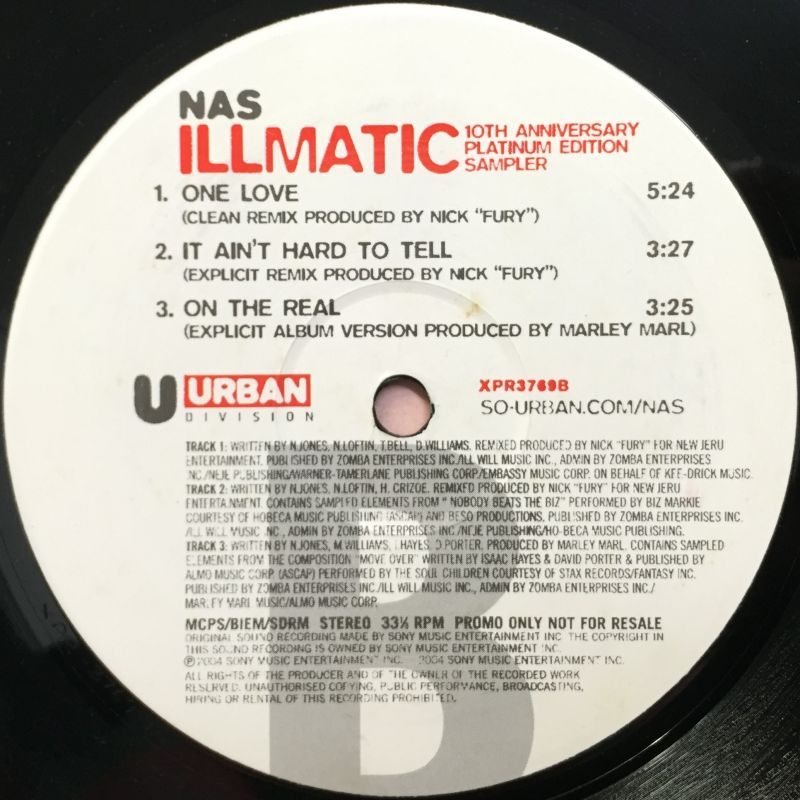 NAS
ILLMATIC 10TH ANNIVERSARY
PLATINUM EDITION
SAMPLER
1. ONE LOVE 5:24
(CLEAN REMIX PRODUCED BY NICK "FURY")
2. IT AIN'T HARD TO TELL 3:27
(EXPLICIT REMIX PRODUCED BY NICK "FURY")
3. ON THE REAL 3:25
(EXPLICIT ALBUM VERSION PRODUCED BY MARLEY MARL)
U URBAN
DIVISION
XPR3769B
SO-URBAN.COM/NAS
TRACK 1: WRITTEN BY N.JONES, N.LOFTIN, T.BELL, D.WILLIAMS. REMIXED PRODUCED BY NICK "FURY" FOR NEW JERU
ENTERTAINMENT. PUBLISHED BY ZOMBA ENTERPRISES INC./ILL WILL MUSIC INC., ADMIN BY ZOMBA ENTERPRISES
INC./NEJE PUBLISHING/WARNER-TAMERLANE PUBLISHING CORP./EMBASSY MUSIC CORP. ON BEHALF OF KEE-DRICK MUSIC.
TRACK 2: WRITTEN BY N.JONES, N.LOFTIN, H. CRIZOE. REMIXED PRODUCED BY NICK "FURY" FOR NEW JERU
ENTERTAINMENT. CONTAINS SAMPLED ELEMENTS FROM "NOBODY BEATS THE BIZ" PERFORMED BY BIZ MARKIE
COURTESY OF HOBECA MUSIC PUBLISHING (ASCAP) AND BESO PRODUCTIONS. PUBLISHED BY ZOMBA ENTERPRISES INC.
/ILL WILL MUSIC INC., ADMIN BY ZOMBA ENTERPRISES INC./NEJE PUBLISHING/HO-BECA MUSIC PUBLISHING.
TRACK 3: WRITTEN BY N.JONES, M.WILLIAMS, I.HAYES, D.PORTER. PRODUCED BY MARLEY MARL. CONTAINS SAMPLED
ELEMENTS FROM THE COMPOSITION "MOVE OVER" WRITTEN BY ISAAC HAYES & DAVID PORTER & PUBLISHED BY
ALMO MUSIC CORP. (ASCAP) PERFORMED BY THE SOUL CHILDREN COURTESY OF STAX RECORDS/FANTASY INC.
PUBLISHED BY ZOMBA ENTERPRISES INC./ILL WILL MUSIC INC., ADMIN BY ZOMBA ENTERPRISES INC./
MARLEY MARL MUSIC/ALMO MUSIC CORP.
MCPS/BIEM/SDRM STEREO 33⅓ RPM PROMO ONLY NOT FOR RESALE
ORIGINAL SOUND RECORDING MADE BY SONY MUSIC ENTERTAINMENT INC. THE COPYRIGHT IN
THIS SOUND RECORDING IS OWNED BY SONY MUSIC ENTERTAINMENT INC.
℗2004 SONY MUSIC ENTERTAINMENT INC. 2004 SONY MUSIC ENTERTAINMENT INC.
ALL RIGHTS OF THE PRODUCER AND OF THE OWNER OF THE RECORDED WORK
RESERVED. UNAUTHORISED COPYING, PUBLIC PERFORMANCE, BROADCASTING,
HIRING OR RENTAL OF THIS RECORDING PROHIBITED.
B